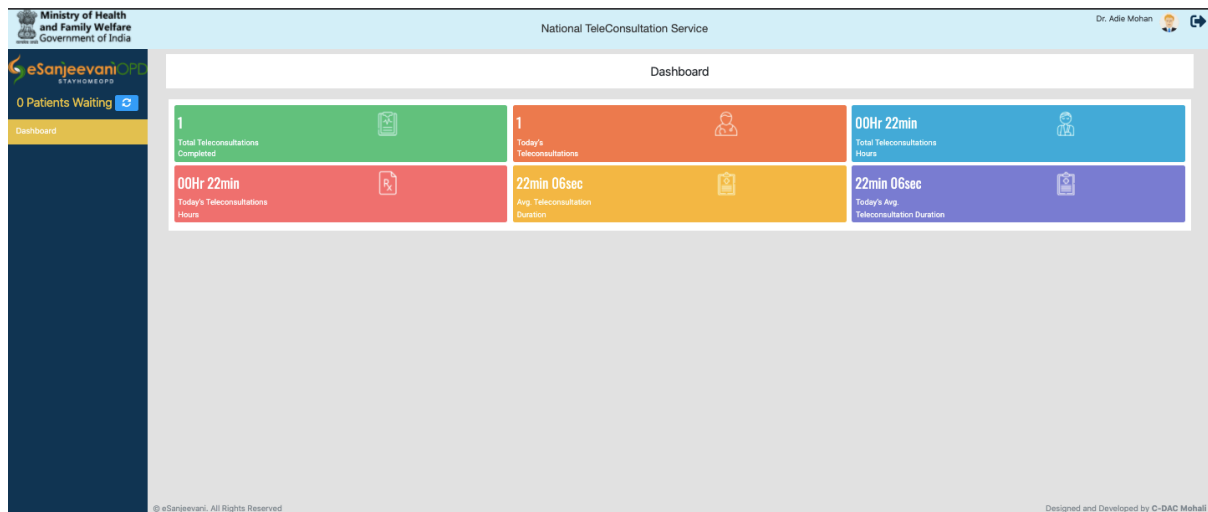 Ministry of Health
and Family Welfare
Government of India
National TeleConsultation Service
Dr. Adie Mohan
eSanjeevaniOPD
STAYHOMEOPD
0 Patients Waiting
Dashboard
Dashboard
1
Total Teleconsultations
Completed
1
Today's
Teleconsultations
00Hr 22min
Total Teleconsultations
Hours
00Hr 22min
Today's Teleconsultations
Hours
Rx
22min 06sec
Avg. Teleconsultation
Duration
22min 06sec
Today's Avg.
Teleconsultation Duration
© eSanjeevani. All Rights Reserved
Designed and Developed by C-DAC Mohali